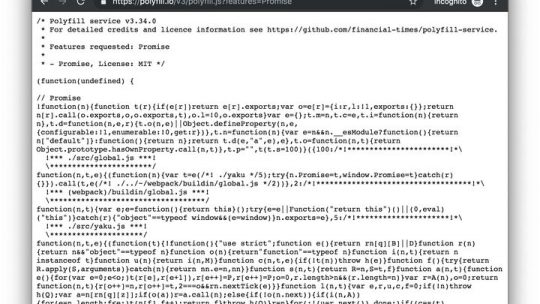 https://polyfill.io/v3/polyfill.js?features=Promise
Incognito
/* Polyfill service v3.34.0
 * For detailed credits and licence information see https://github.com/financial-times/polyfill-service.
 *
 * Features requested: Promise
 *
 * - Promise, License: MIT */
(function(undefined) {
// Promise
!function(n){function t(r){if(e[r])return e[r].exports;var o=e[r]={i:r,l:!1,exports:{}};return
n[r].call(o.exports,o,o.exports,t),o.l=!0,o.exports}var e={};t.m=n,t.c=e,t.i=function(n){return
n},t.d=function(n,e,r){t.o(n,e)||Object.defineProperty(n,e,
{configurable:!1,enumerable:!0,get:r})},t.n=function(n){var e=n&&n.__esModule?function(){return
n["default"]}:function(){return n};return t.d(e,"a",e),e},t.o=function(n,t){return
Object.prototype.hasOwnProperty.call(n,t)},t.p="",t(t.s=100)}({100:/*!***********************!*\
  !*** ./src/global.js ***!
  \***********************/
function(n,t,e){(function(n){var t=e(/*! ./yaku */5);try{n.Promise=t,window.Promise=t}catch(r)
{}}).call(t,e(/*! ./../~/webpack/buildin/global.js */2))},2:/*!***********************************!*\
  !*** (webpack)/buildin/global.js ***!
  \***********************************/
function(n,t){var e;e=function(){return this}();try{e=e||Function("return this")()||(0,eval)
("this")}catch(r){"object"==typeof window&&(e=window)}n.exports=e},5:/*!*********************!*\
  !*** ./src/yaku.js ***!
  \*********************/
function(n,t,e){(function(t){!function(){"use strict";function e(){return rn[q][B]||D}function r(n)
{return n&&"object"==typeof n}function o(n){return"function"==typeof n}function i(n,t){return n
instanceof t}function u(n){return i(n,M)}function c(n,t,e){if(!t(n))throw h(e)}function f(){try{return
R.apply(S,arguments)}catch(n){return nn.e=n,nn}}function s(n,t){return R=n,S=t,f}function a(n,t){function
e(){for(var e=0;e<o;)t(r[e],r[e+1]),r[e++]=P,r[e++]=P;o=0,r.length>n&&(r.length=n)}var r=A(n),o=0;return
function(n,t){r[o++]=n,r[o++]=t,2===o&&rn.nextTick(e)}}function l(n,t){var e,r,u,c,f=0;if(!n)throw
h(Q);var a=n[rn[q][z]];if(o(a))r=a.call(n);else{if(!o(n.next)){if(i(n,A))